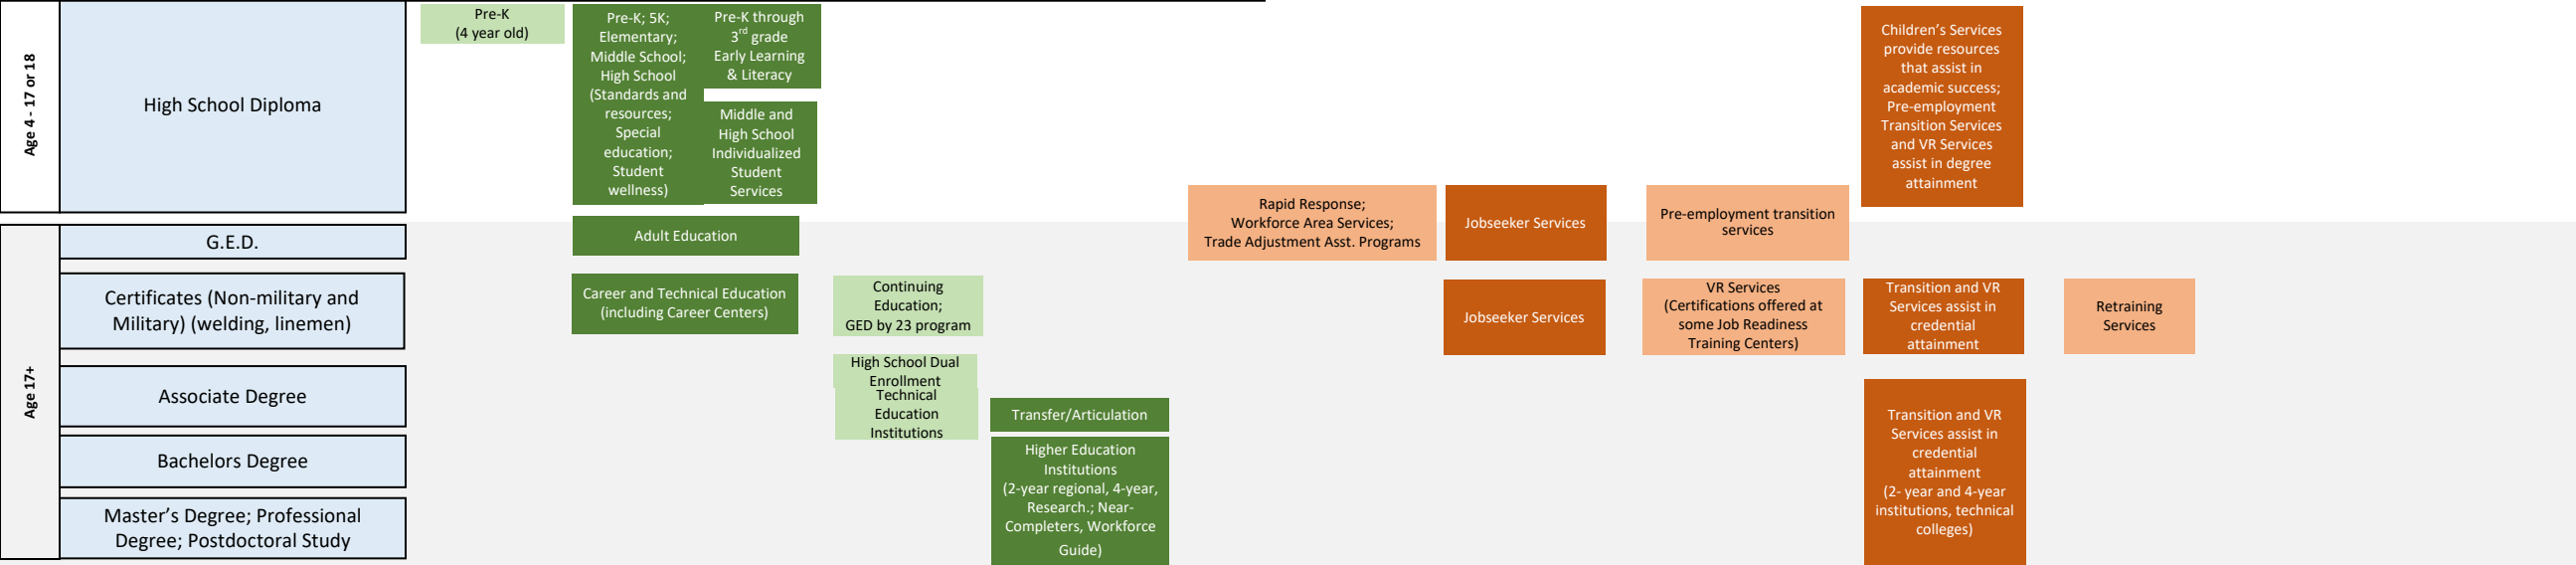 Age 4 - 17 or 18
High School Diploma
Pre-K
(4 year old)
Pre-K; 5K;
Elementary;
Middle School;
High School
(Standards and
resources;
Special
education;
Student
wellness)
Pre-K through
3rd grade
Early Learning
& Literacy
Middle and
High School
Individualized
Student
Services
Children's Services
provide resources
that assist in
academic success;
Pre-employment
Transition Services
and VR Services
assist in degree
attainment
Rapid Response;
Workforce Area Services;
Trade Adjustment Asst. Programs
Jobseeker Services
Pre-employment transition
services
Age 17+
G.E.D.
Adult Education
Certificates (Non-military and
Military) (welding, linemen)
Career and Technical Education
(including Career Centers)
Continuing
Education;
GED by 23 program
Jobseeker Services
VR Services
(Certifications offered at
some Job Readiness
Training Centers)
Transition and VR
Services assist in
credential
attainment
Retraining
Services
Associate Degree
High School Dual
Enrollment
Technical
Education
Institutions
Transfer/Articulation
Bachelors Degree
Higher Education
Institutions
(2-year regional, 4-year,
Research.; Near-
Completers, Workforce
Guide)
Transition and VR
Services assist in
credential
attainment
(2- year and 4-year
institutions, technical
colleges)
Master's Degree; Professional
Degree; Postdoctoral Study